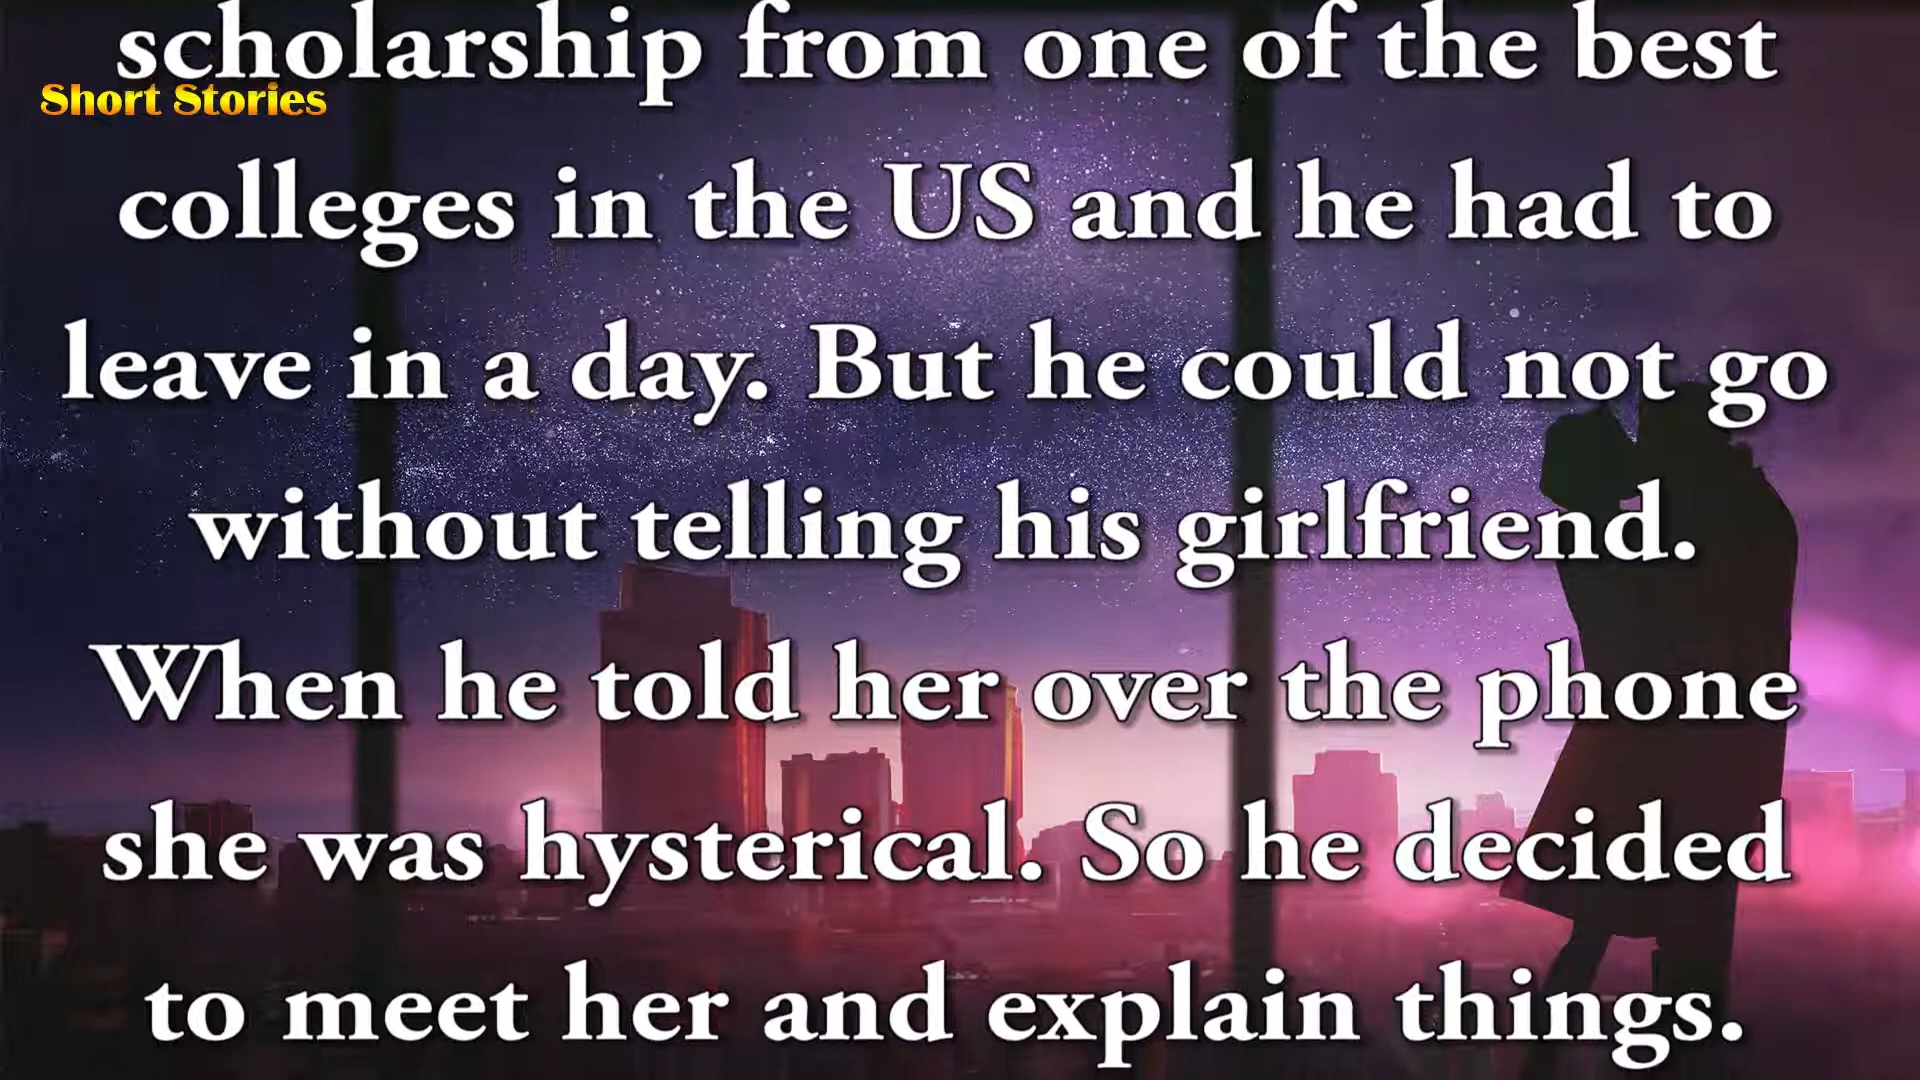 scholarship from one of the best
Short Stories
colleges in the US and he had to
leave in a day. But he could not go
without telling his girlfriend.
When he told her over the phone
she was hysterical. So he decided
to meet her and explain things.